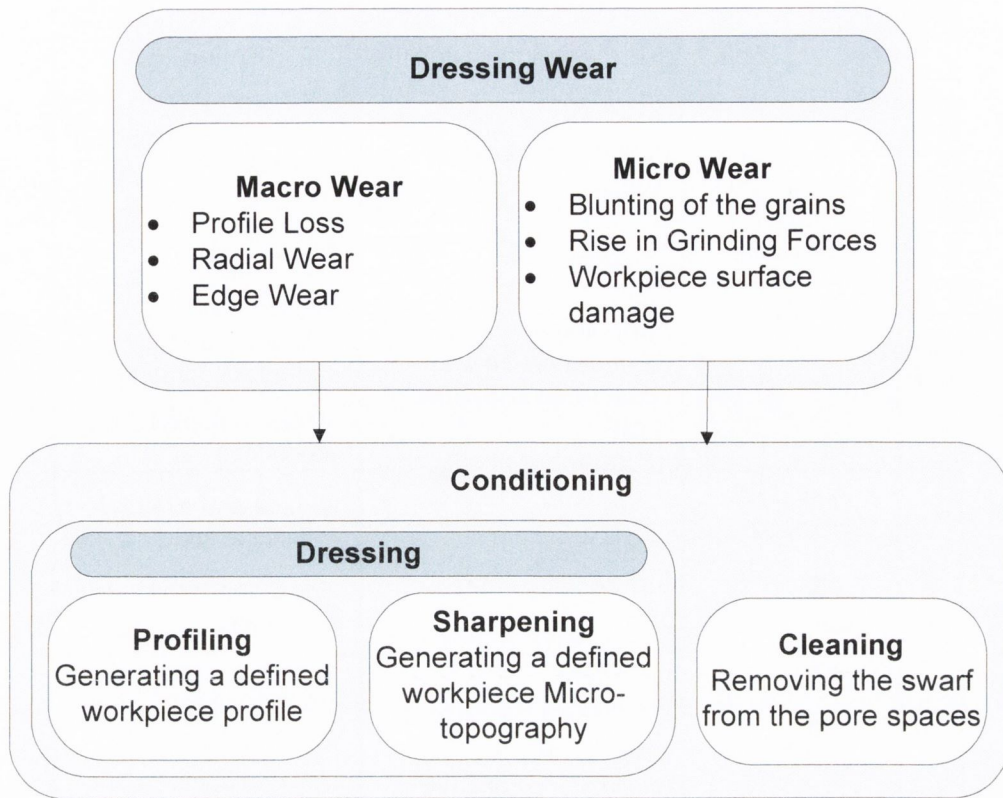 Dressing Wear
Macro Wear
• Profile Loss
• Radial Wear
• Edge Wear
Micro Wear
• Blunting of the grains
• Rise in Grinding Forces
• Workpiece surface
damage
Conditioning
Dressing
Profiling
Generating a defined
workpiece profile
Sharpening
Generating a defined
workpiece Micro-
topography
Cleaning
Removing the swarf
from the pore spaces